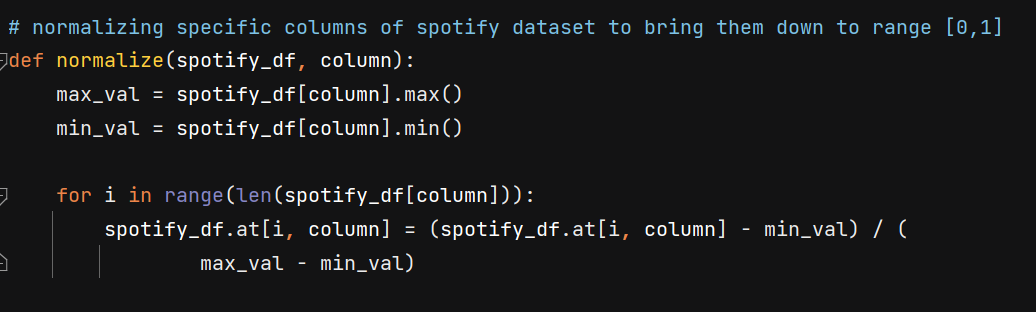 # normalizing specific columns of spotify dataset to bring them down to range [0,1]
def normalize(spotify_df, column):
    max_val = spotify_df[column].max()
    min_val = spotify_df[column].min()

    for i in range(len(spotify_df[column])):
        spotify_df.at[i, column] = (spotify_df.at[i, column] - min_val) / (
                max_val - min_val)